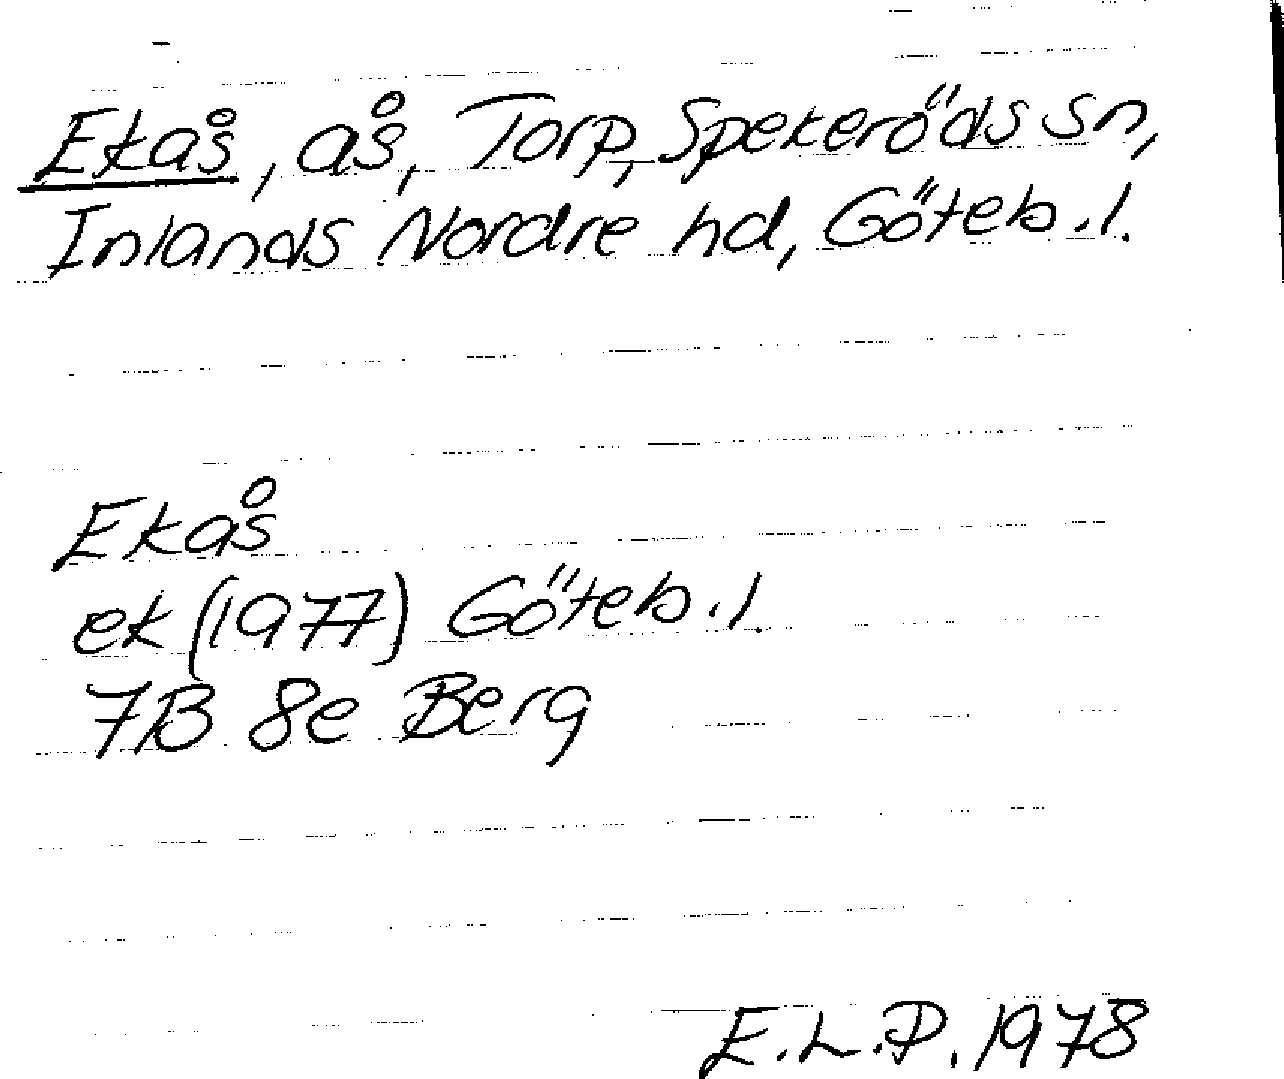 Ekås, ås, Torp, Spekeröds sn,
Inlands Nordre hd, Göteb.l.
Ekås
ek (1977) Göteb.l.
7B 8e Berg
E.L.P. 1978